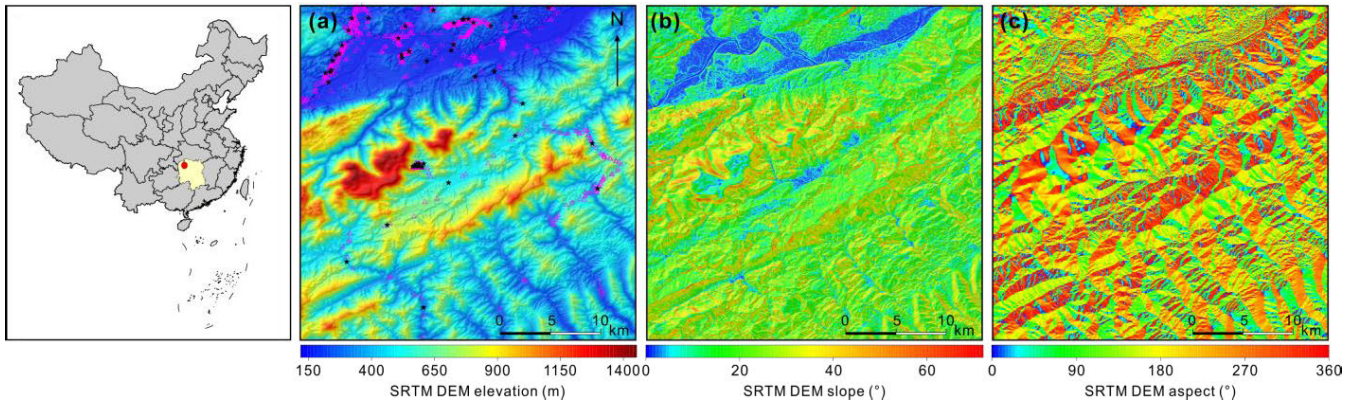 (a)
N
0 5 10
km
150 400 650 900 1150 1400
SRTM DEM elevation (m)
(b)
0 5 10
km
0 20 40 60
SRTM DEM slope (°)
(c)
0 5 10
km
0 90 180 270 360
SRTM DEM aspect (°)